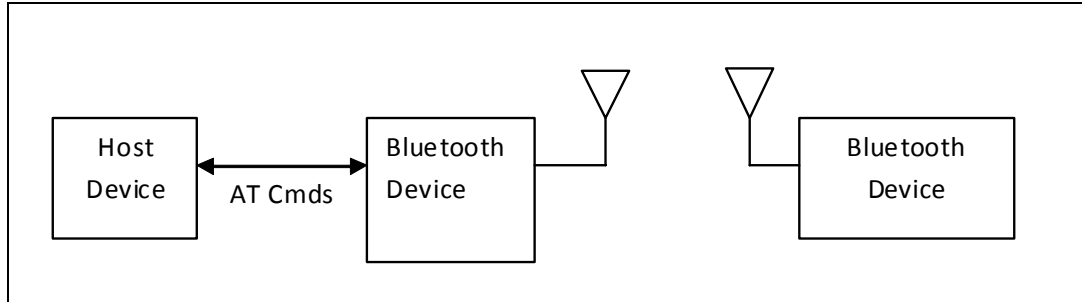 Host
Device
AT Cmds
Bluetooth
Device
Bluetooth
Device